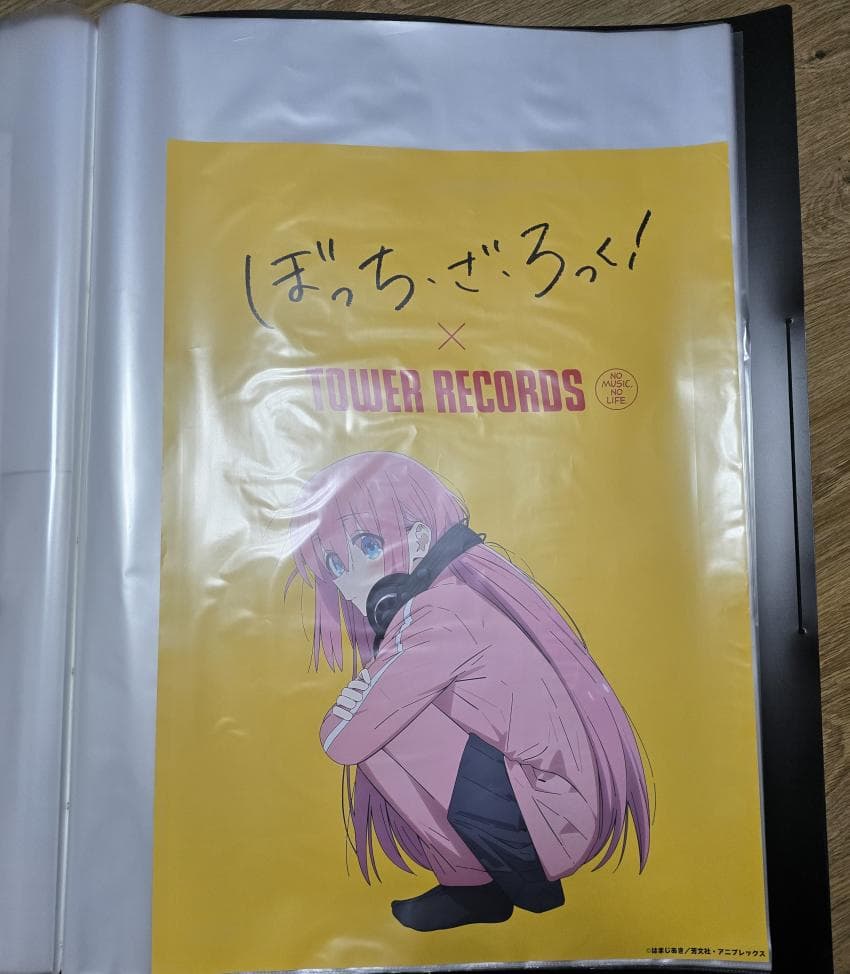 ぼっち・ざ・ろっく!
×
TOWER RECORDS
NO
MUSIC,
NO
LIFE.
©はまじあき／芳文社・アニプレックス